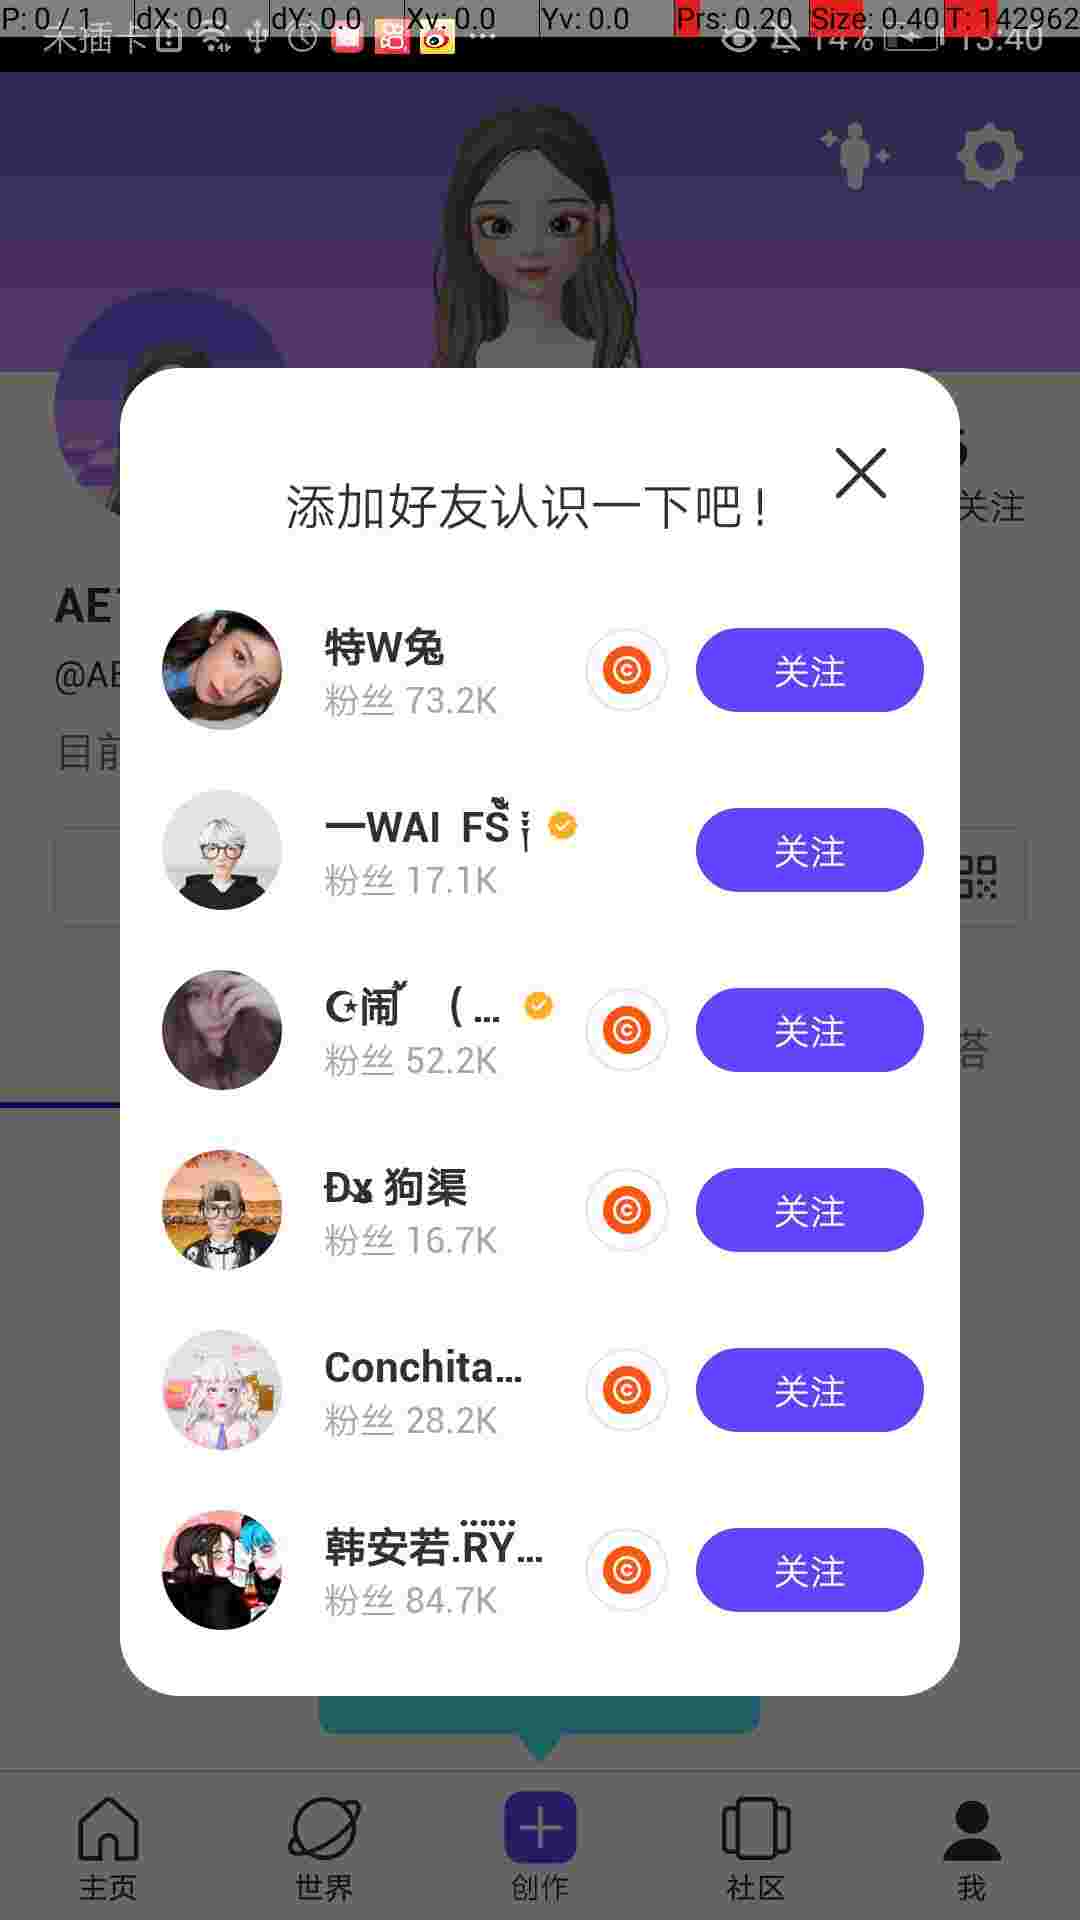 P: 0 / 1 dX: 0.0 dY: 0.0 Xv: 0.0 Yv: 0.0 Prs: 0.20 Size: 0.40 T: 142962
未插卡 14% 13:40
关注
添加好友认识一下吧!
AE
@AE
目前
特W兔
粉丝 73.2K
关注
一WAI FS
粉丝 17.1K
关注
闹 ( ...
粉丝 52.2K
关注
答
狗渠
粉丝 16.7K
关注
Conchita...
粉丝 28.2K
关注
韩安若.RY...
粉丝 84.7K
关注
主页 世界 创作 社区 我